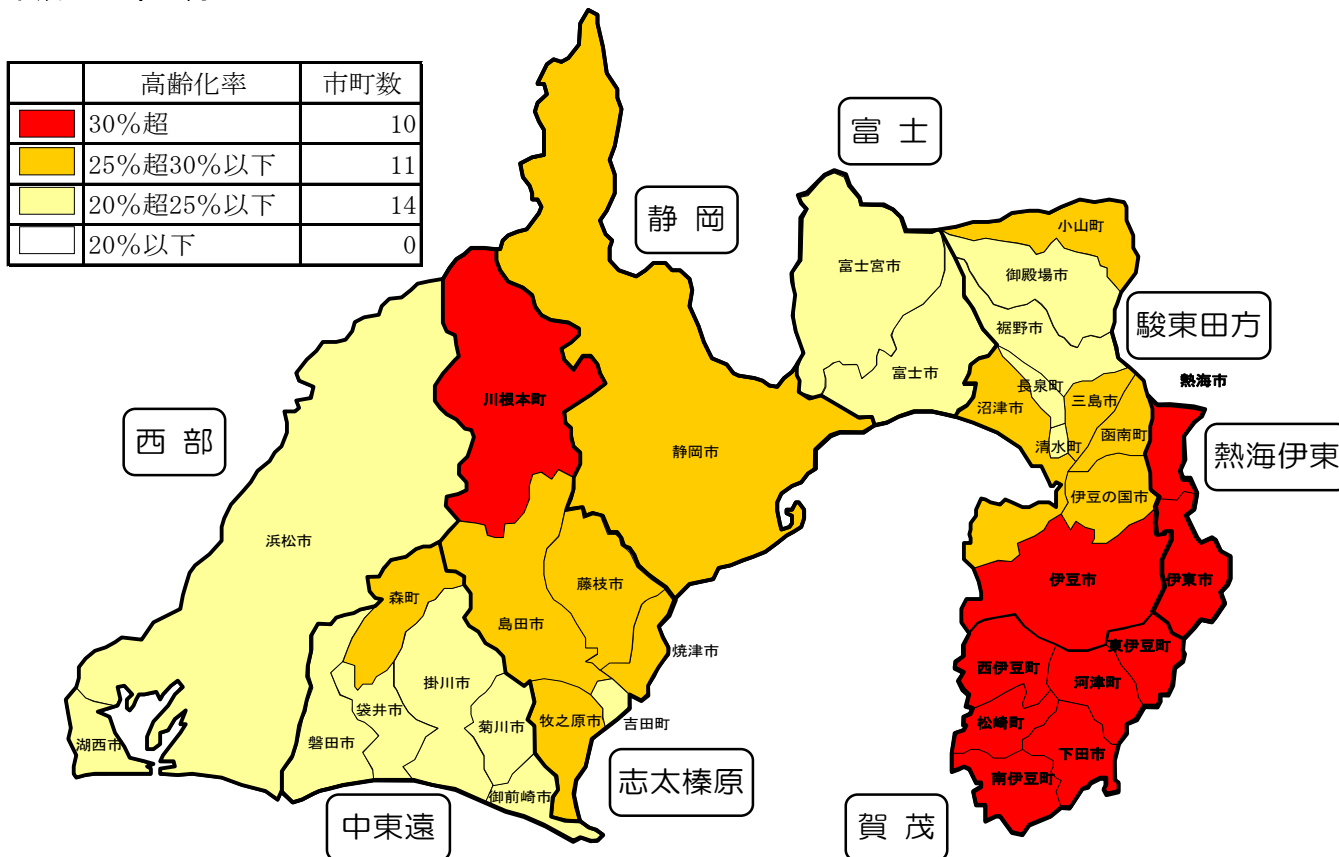 高齢化率 市町数
30％超 10
25％超30％以下 11
20％超25％以下 14
20％以下 0
富 士
静 岡
小山町
富士宮市
御殿場市
駿東田方
裾野市
富士市
長泉町
熱海市
三島市
沼津市
川根本町
函南町
西 部
静岡市
清水町
熱海伊東
伊豆の国市
浜松市
藤枝市
伊豆市
伊東市
森町
島田市
焼津市
東伊豆町
西伊豆町
河津町
掛川市
袋井市
牧之原市
吉田町
松崎町
菊川市
湖西市
磐田市
下田市
南伊豆町
志太榛原
御前崎市
中東遠
賀 茂